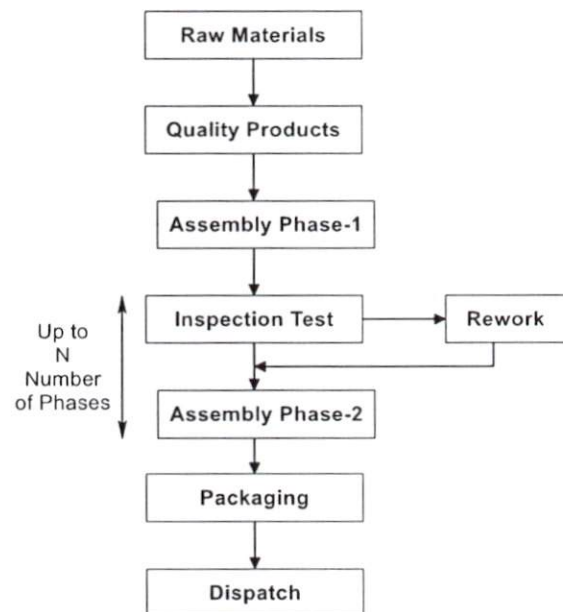 Raw Materials
Quality Products
Assembly Phase-1
Inspection Test
Rework
Up to
N
Number
of Phases
Assembly Phase-2
Packaging
Dispatch